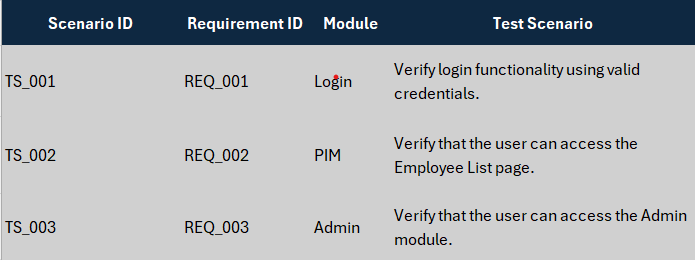 Scenario ID Requirement ID Module Test Scenario
TS_001 REQ_001 Login Verify login functionality using valid
credentials.
TS_002 REQ_002 PIM Verify that the user can access the
Employee List page.
TS_003 REQ_003 Admin Verify that the user can access the Admin
module.